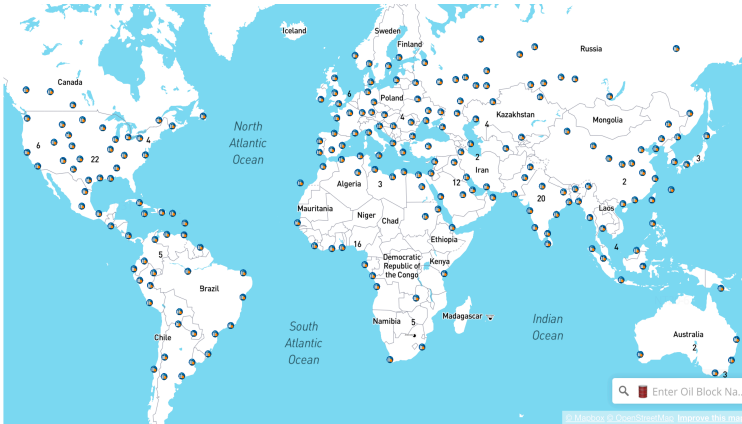 Iceland
Sweden
Finland
Russia
Canada
6
Poland
4
Kazakhstan
Mongolia
North
Atlantic
Ocean
4
4
6
22
2
3
Iran
Algeria
3
12
2
20
Mauritania
Niger
Chad
Laos
16
Ethiopia
4
5
Democratic
Republic of
the Congo
Kenya
Brazil
Namibia
5
Madagascar
Indian
Ocean
South
Atlantic
Ocean
Chile
Australia
2
3
Enter Oil Block Na...
© Mapbox © OpenStreetMap Improve this map